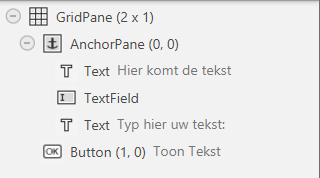 GridPane (2 x 1)
AnchorPane (0, 0)
T Text Hier komt de tekst
I TextField
T Text Typ hier uw tekst:
OK Button (1, 0) Toon Tekst